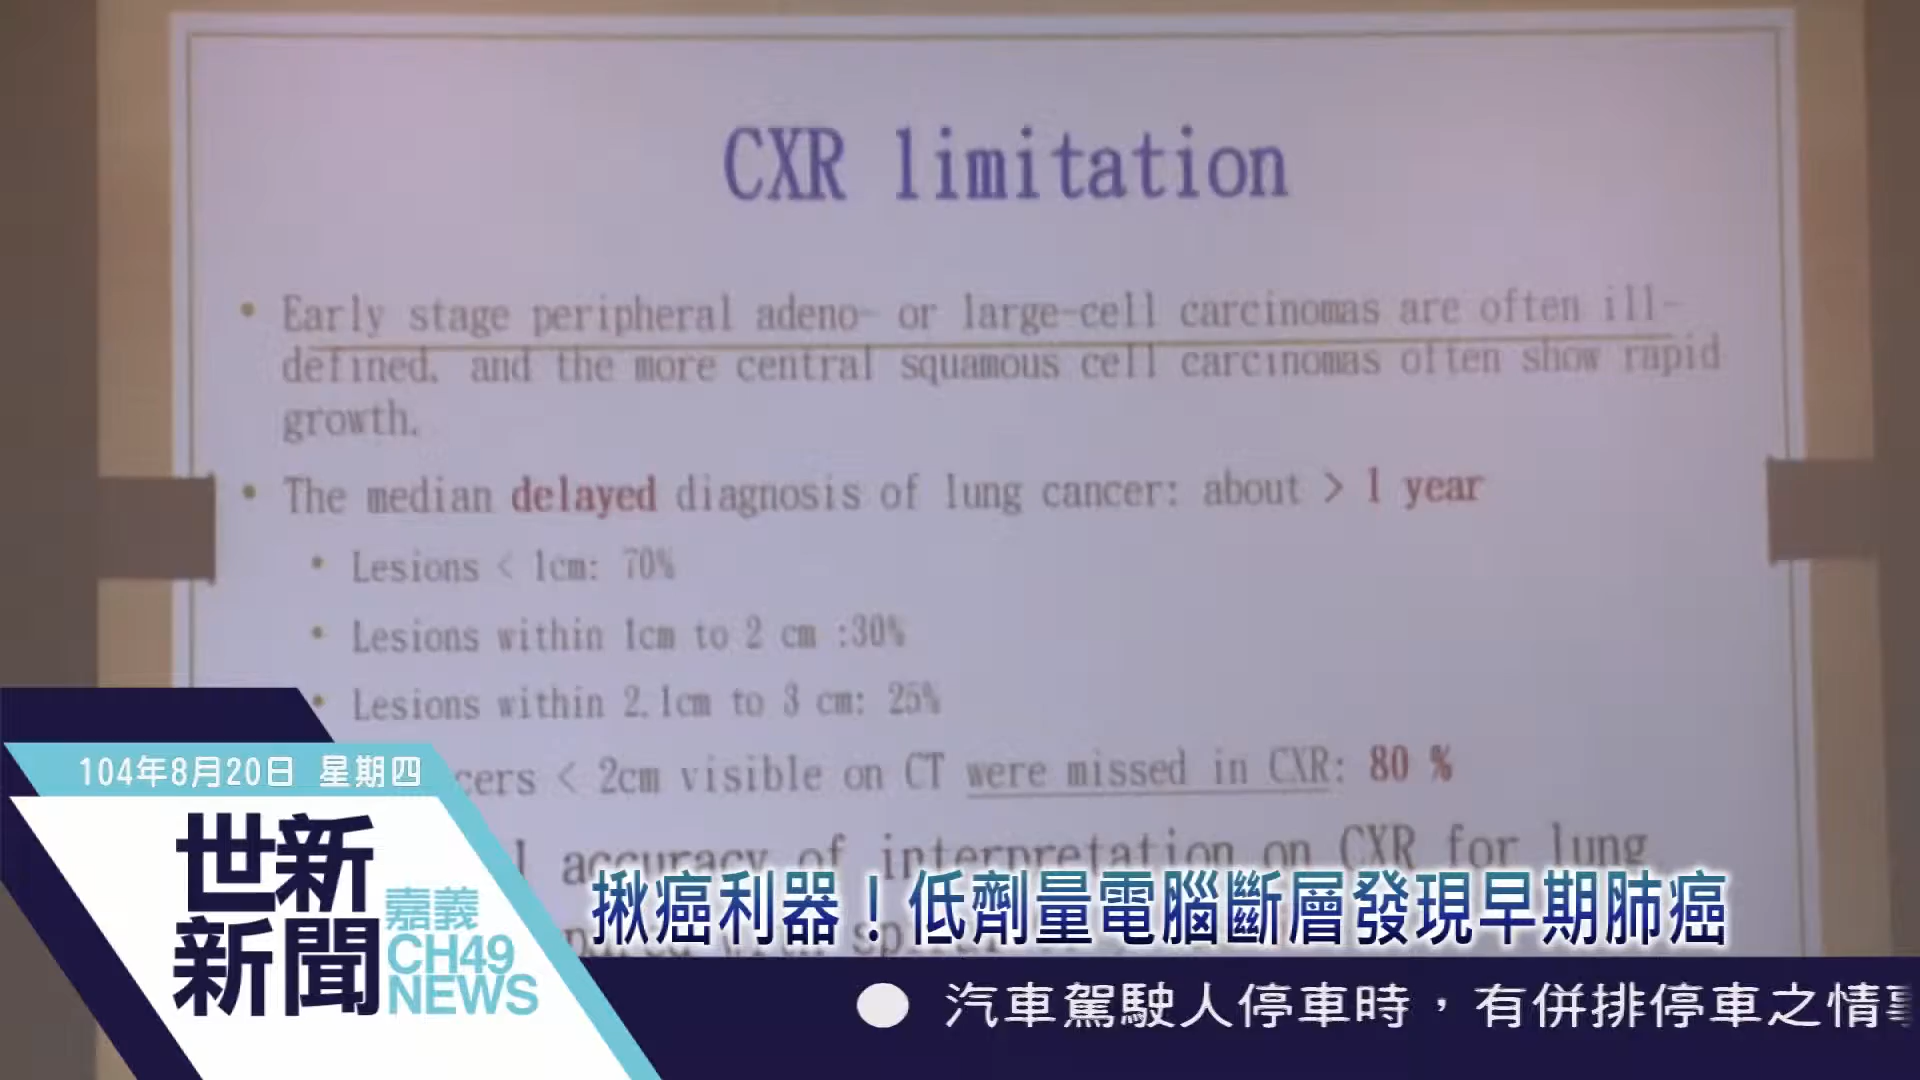 CXR limitation
• Early stage peripheral adeno- or large-cell carcinomas are often ill-
defined, and the more central squamous cell carcinomas often show rapid
growth.
• The median delayed diagnosis of lung cancer: about > 1 year
• Lesions < 1cm: 70%
• Lesions within 1cm to 2 cm :30%
• Lesions within 2.1cm to 3 cm: 25%
< 2cm visible on CT were missed in CXR: 80 %
accuracy of interpretation on CXR for lung
with
104年8月20日 星期四
世新
新聞
嘉義
CH49
NEWS
揪癌利器！低劑量電腦斷層發現早期肺癌
● 汽車駕駛人停車時，有併排停車之情事